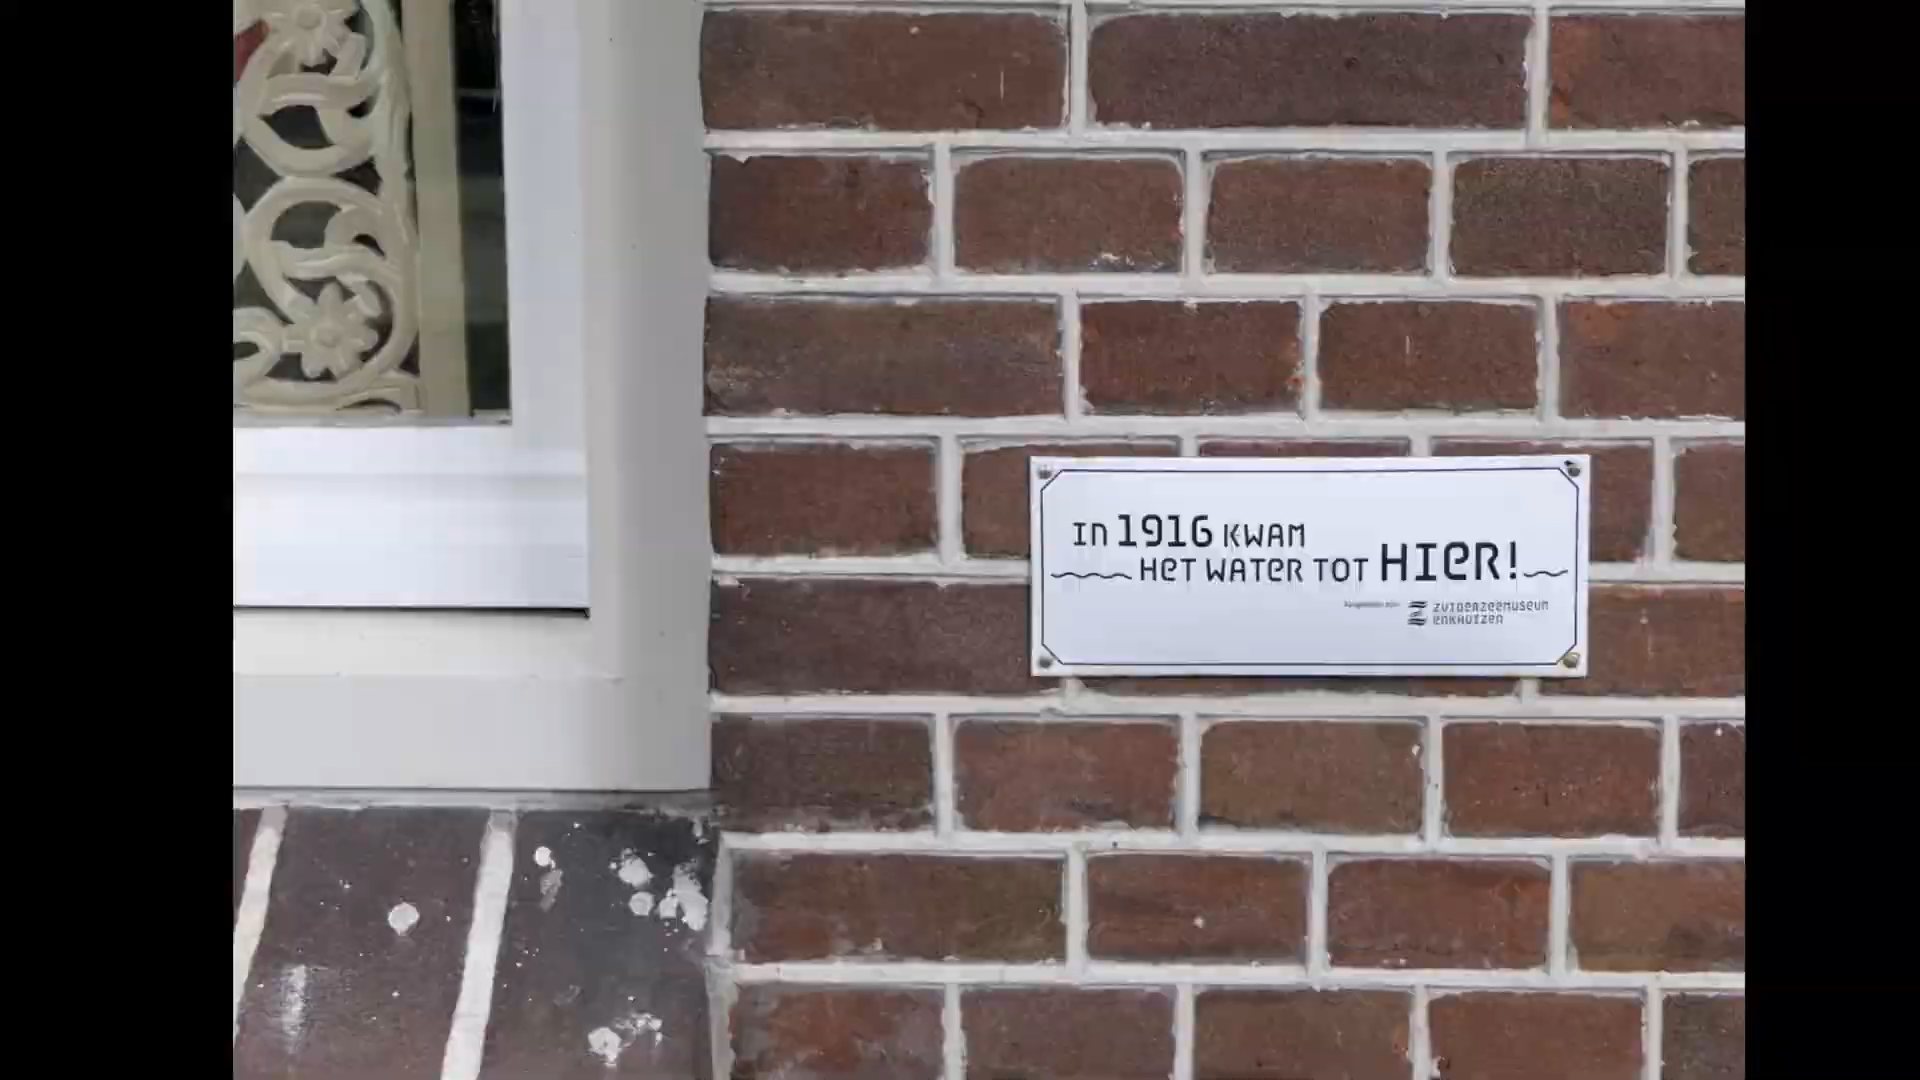 In 1916 KWAM
HET WATER TOT HIER!
ZUIDERZEEMUSEUM
ENKHUIZEN